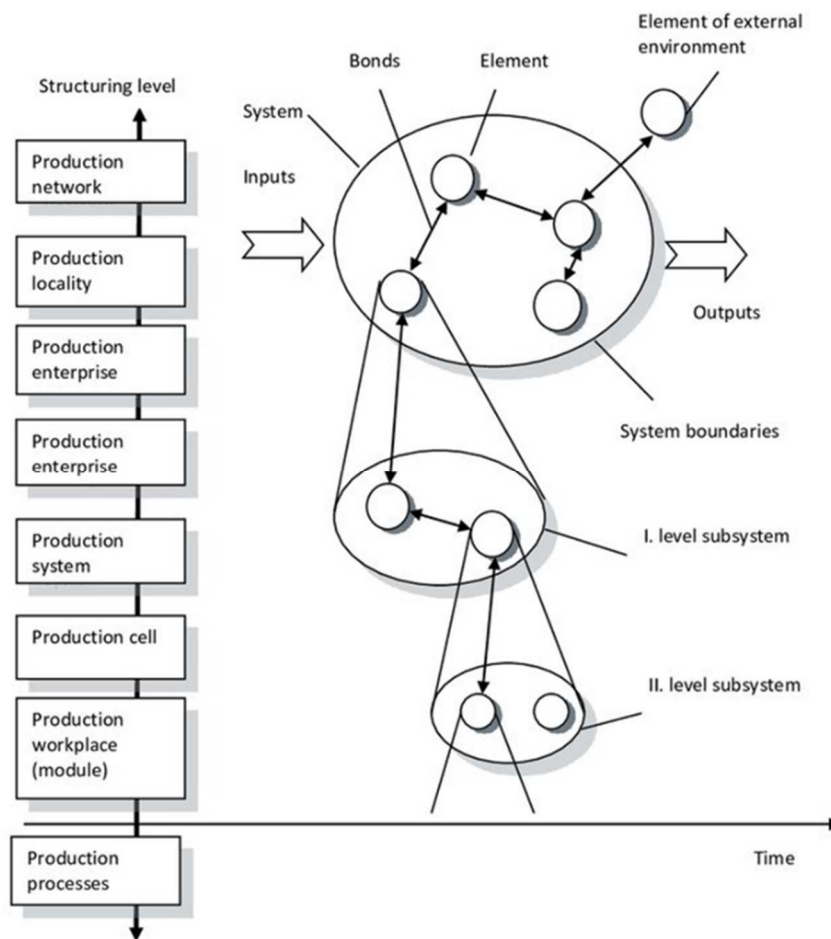 Element of external
environment
Bonds
Element
Structuring level
System
Production
network
Inputs
Production
locality
Outputs
Production
enterprise
Production
enterprise
System boundaries
Production
system
I. level subsystem
Production cell
II. level subsystem
Production
workplace
(module)
Production
processes
Time